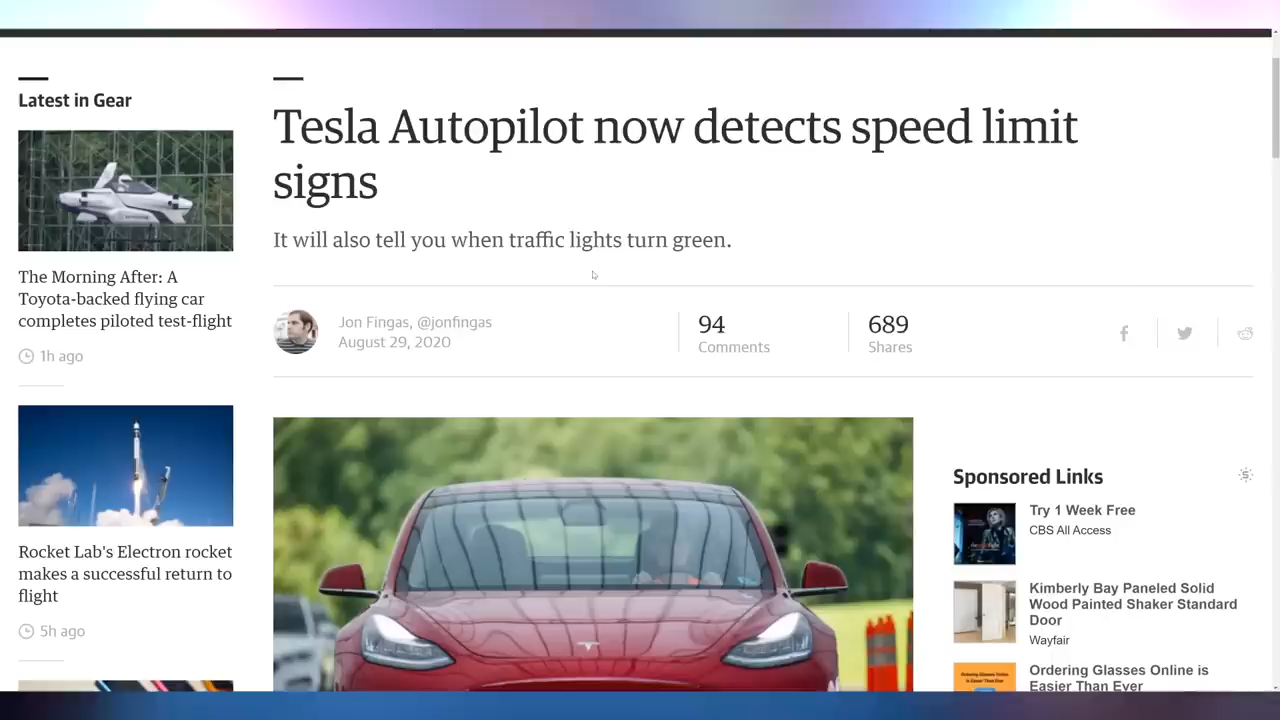 Latest in Gear
The Morning After: A
Toyota-backed flying car
completes piloted test-flight
1h ago
Rocket Lab's Electron rocket
makes a successful return to
flight
5h ago
Tesla Autopilot now detects speed limit
signs
It will also tell you when traffic lights turn green.
Jon Fingas, @jonfingas
August 29, 2020
94
Comments
689
Shares
Sponsored Links
Try 1 Week Free
CBS All Access
Kimberly Bay Paneled Solid
Wood Painted Shaker Standard
Door
Wayfair
Ordering Glasses Online is
Easier Than Ever